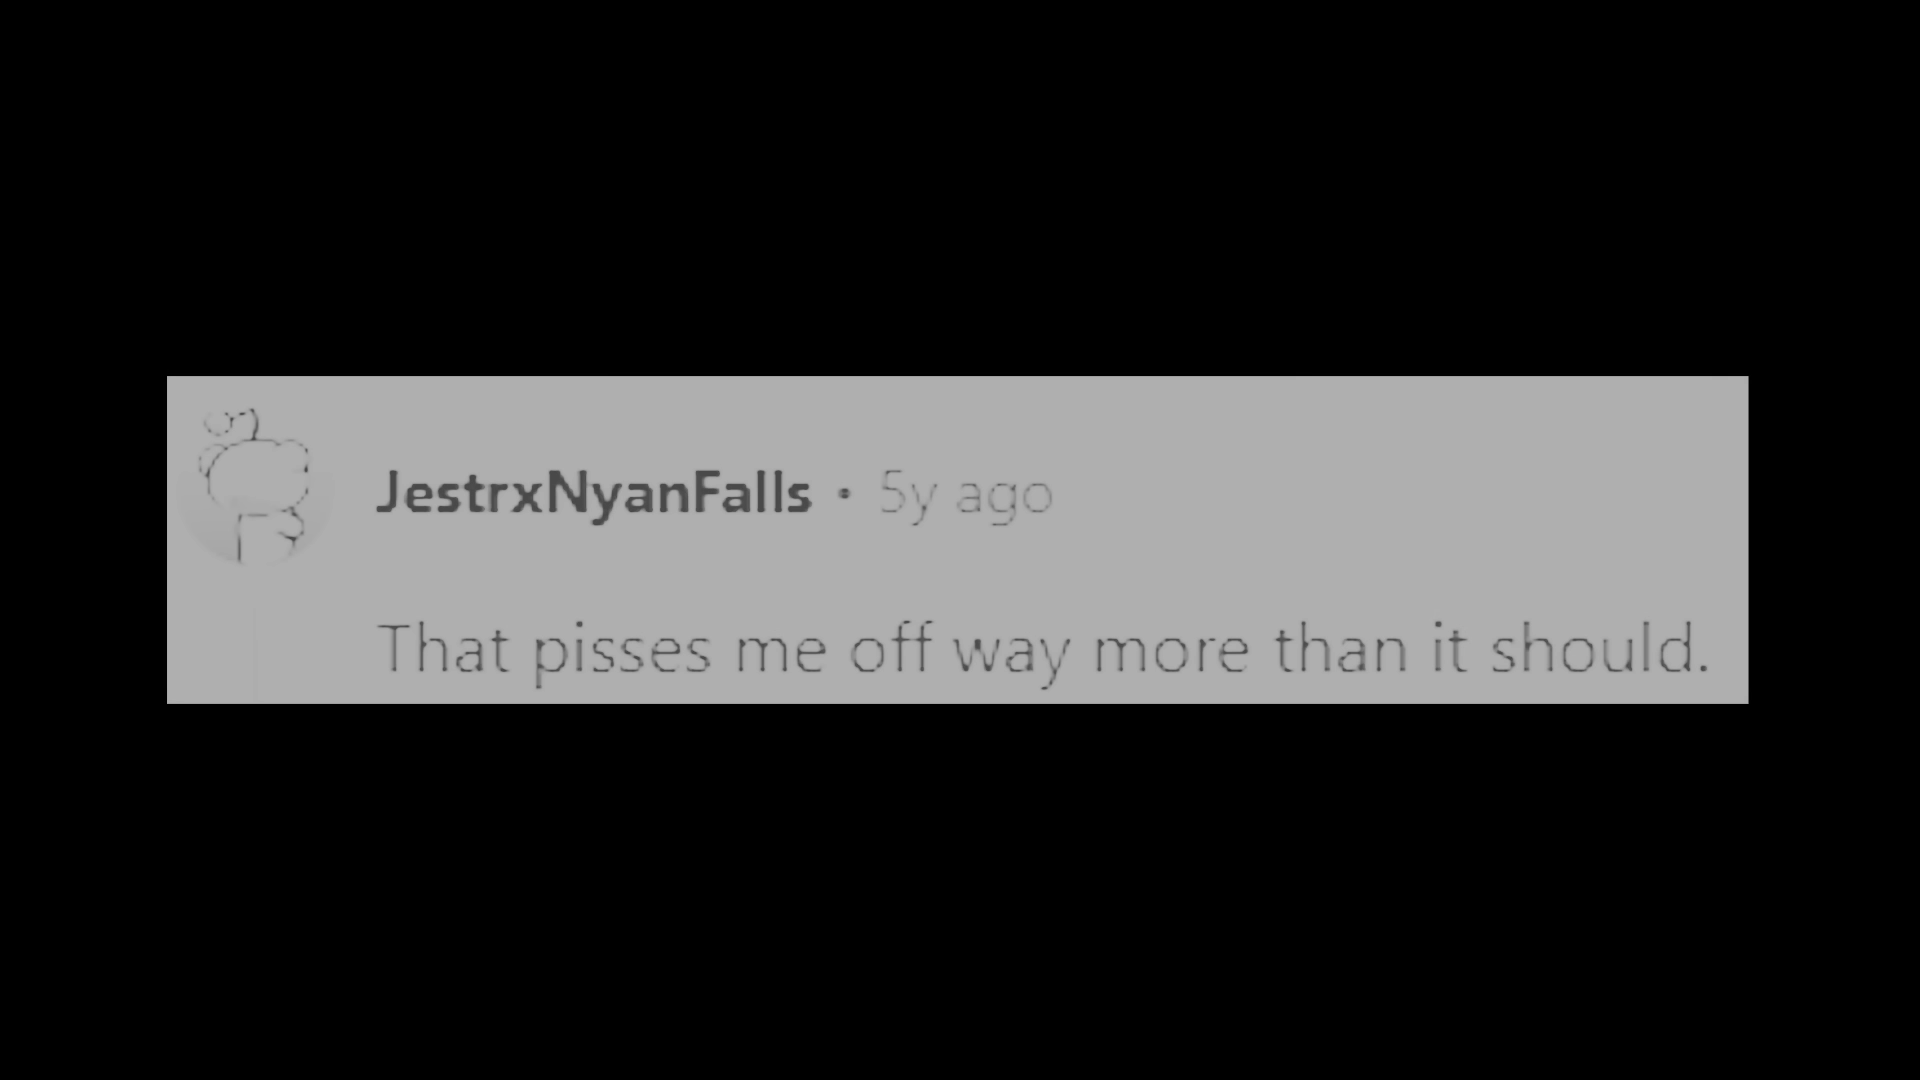 JestrxNyanFalls • 5y ago
That pisses me off way more than it should.